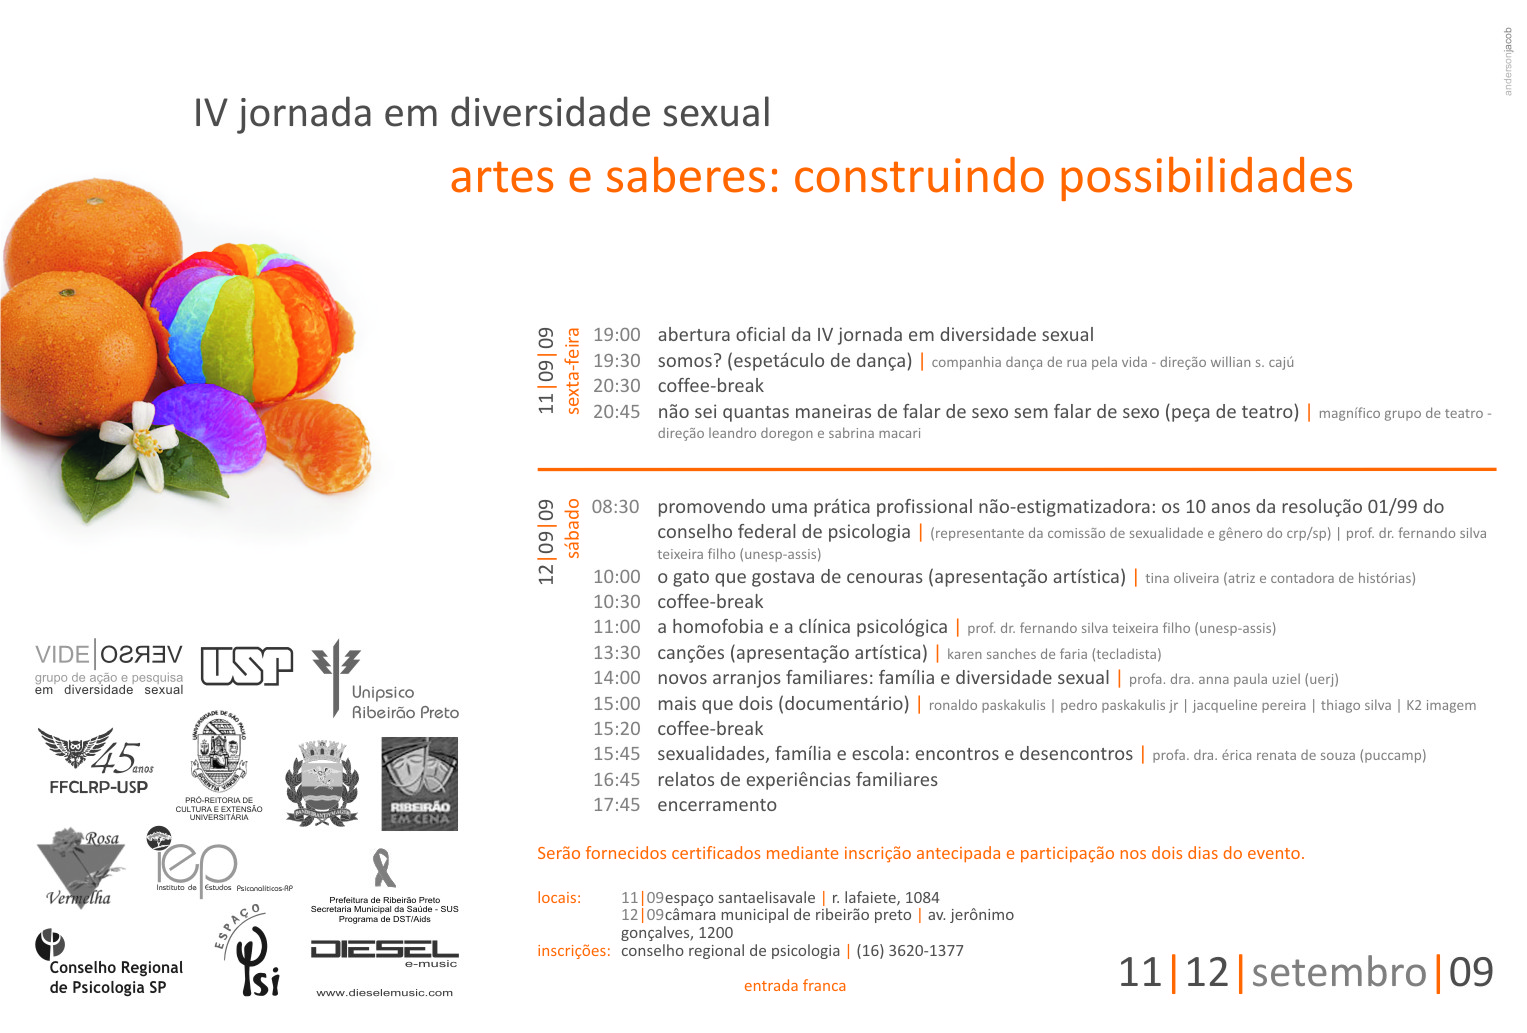 andersonjacob
IV jornada em diversidade sexual
artes e saberes: construindo possibilidades
11|09|09
sexta-feira
19:00 abertura oficial da IV jornada em diversidade sexual
19:30 somos? (espetáculo de dança) | companhia dança de rua pela vida - direção willian s. cajú
20:30 coffee-break
20:45 não sei quantas maneiras de falar de sexo sem falar de sexo (peça de teatro) | magnífico grupo de teatro -
direção leandro doregon e sabrina macari
12|09|09
sábado
08:30 promovendo uma prática profissional não-estigmatizadora: os 10 anos da resolução 01/99 do
conselho federal de psicologia | (representante da comissão de sexualidade e gênero do crp/sp) | prof. dr. fernando silva
teixeira filho (unesp-assis)
10:00 o gato que gostava de cenouras (apresentação artística) | tina oliveira (atriz e contadora de histórias)
10:30 coffee-break
11:00 a homofobia e a clínica psicológica | prof. dr. fernando silva teixeira filho (unesp-assis)
13:30 canções (apresentação artística) | karen sanches de faria (tecladista)
14:00 novos arranjos familiares: família e diversidade sexual | profa. dra. anna paula uziel (uerj)
15:00 mais que dois (documentário) | ronaldo paskakulis | pedro paskakulis jr | jacqueline pereira | thiago silva | K2 imagem
15:20 coffee-break
15:45 sexualidades, família e escola: encontros e desencontros | profa. dra. érica renata de souza (puccamp)
16:45 relatos de experiências familiares
17:45 encerramento
Serão fornecidos certificados mediante inscrição antecipada e participação nos dois dias do evento.
locais: 11|09 espaço santaelisavale | r. lafaiete, 1084
12|09 câmara municipal de ribeirão preto | av. jerônimo
gonçalves, 1200
inscrições: conselho regional de psicologia | (16) 3620-1377
entrada franca
11|12|setembro|09
VIDE|VERSO
grupo de ação e pesquisa
em diversidade sexual
USP
Unipsico
Ribeirão Preto
45 anos
FFCLRP-USP
UNIVERSIDADE DE SÃO PAULO
SCIENTIA VINCES
PRÓ-REITORIA DE
CULTURA E EXTENSÃO
UNIVERSITÁRIA
RIBEIRÃO
EM CENA
Rosa
Vermelha
iep
Instituto de Estudos Psicanalíticos-RP
Prefeitura de Ribeirão Preto
Secretaria Municipal da Saúde - SUS
Programa de DST/Aids
Conselho Regional
de Psicologia SP
ESPAÇO
Psi
DIESEL
e-music
www.dieselemusic.com